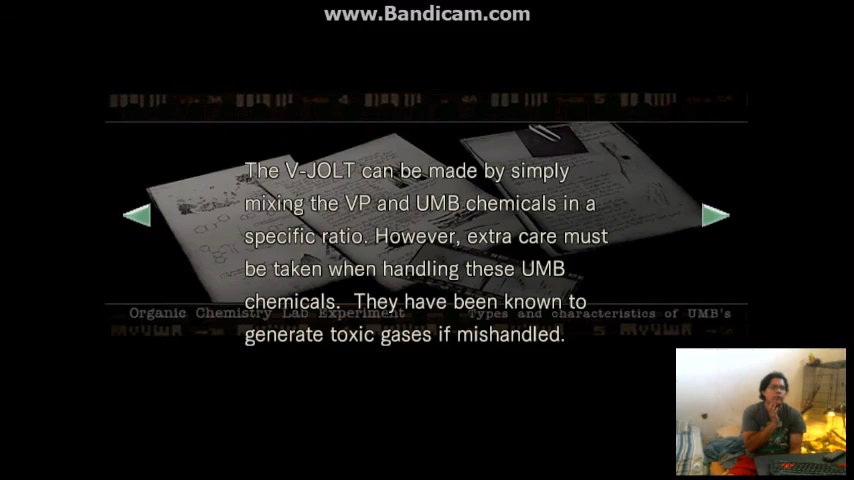 www.Bandicam.com
The V-JOLT can be made by simply
mixing the VP and UMB chemicals in a
specific ratio. However, extra care must
be taken when handling these UMB
chemicals. They have been known to
Organic Chemistry Lab Experiment
Types and characteristics of UMB's
generate toxic gases if mishandled.